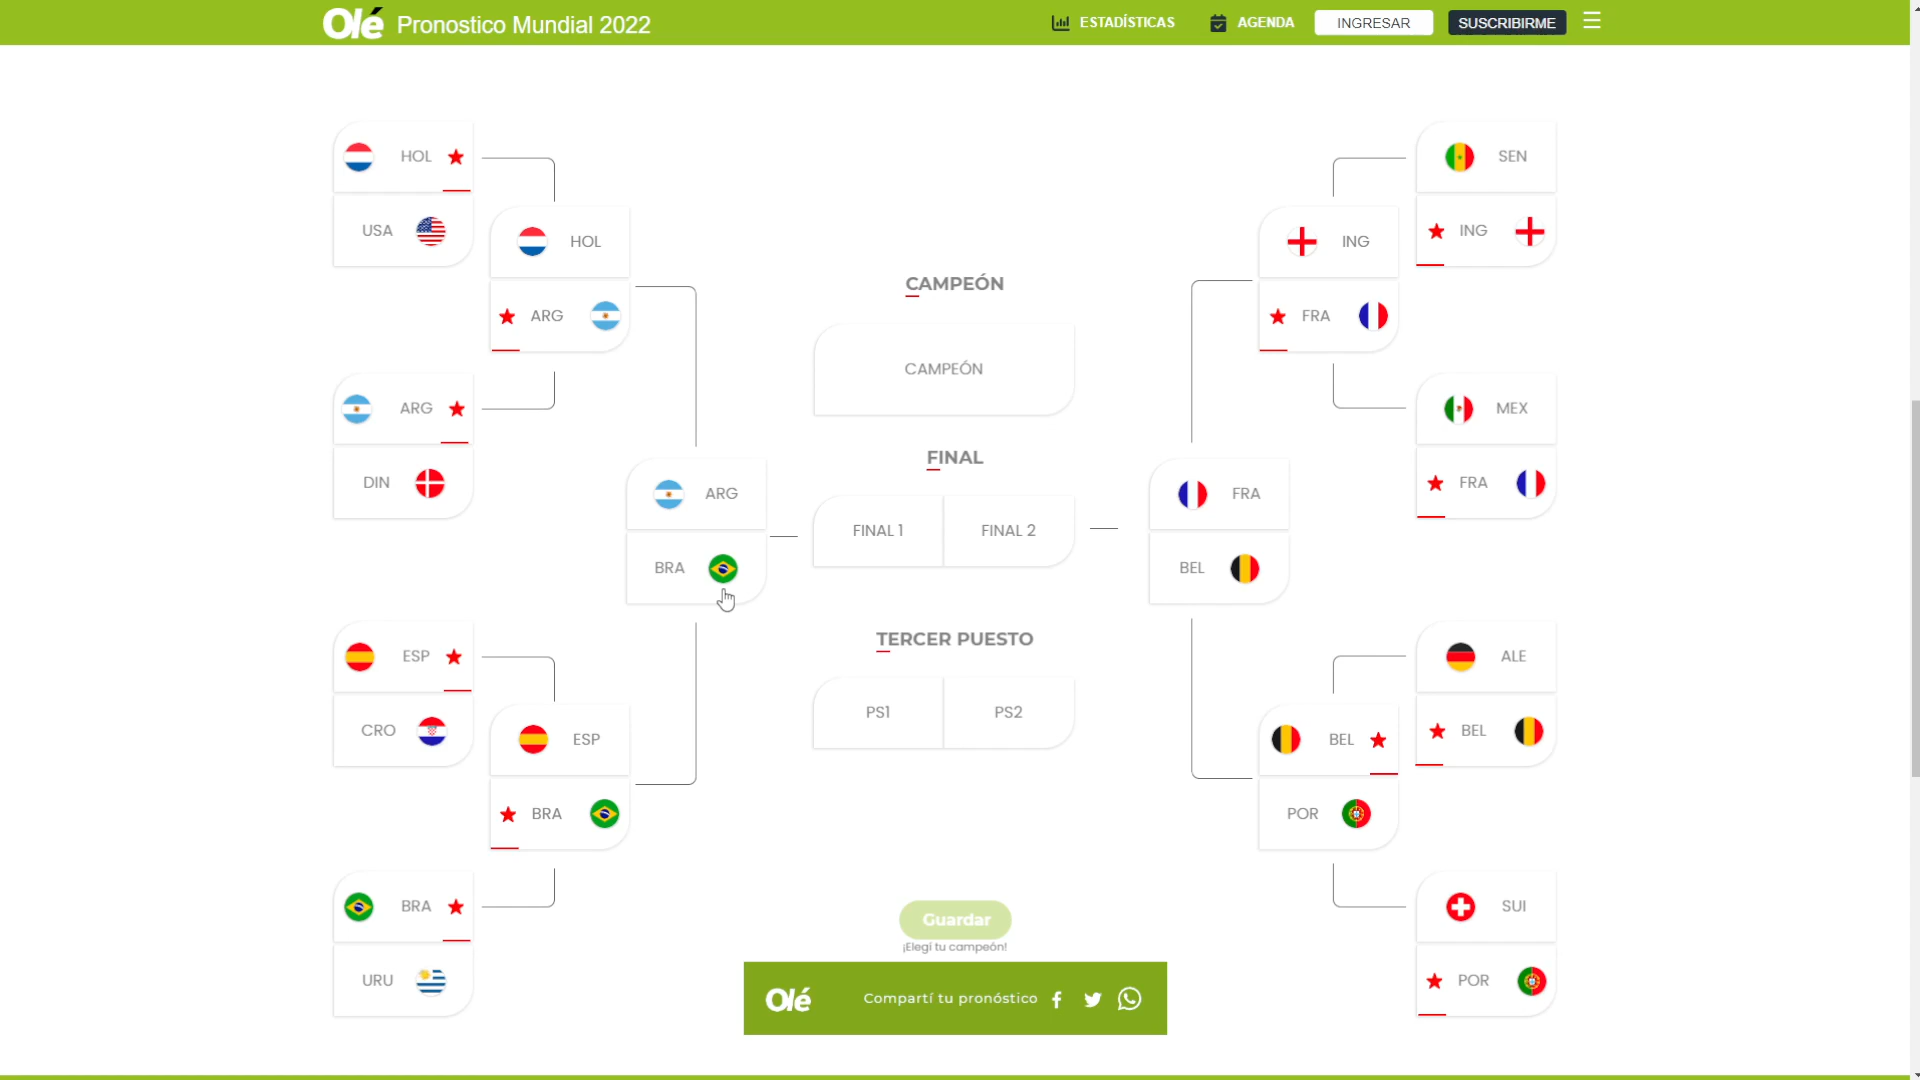 Olé Pronostico Mundial 2022
ESTADÍSTICAS
AGENDA
INGRESAR
SUSCRIBIRME
HOL
USA
HOL
ARG
ARG
DIN
ARG
BRA
ESP
CRO
ESP
BRA
BRA
URU
CAMPEÓN
CAMPEÓN
FINAL
FINAL 1
FINAL 2
TERCER PUESTO
PS1
PS2
SEN
ING
ING
FRA
MEX
FRA
FRA
BEL
ALE
BEL
BEL
POR
SUI
POR
Guardar
¡Elegí tu campeón!
Olé
Compartí tu pronóstico